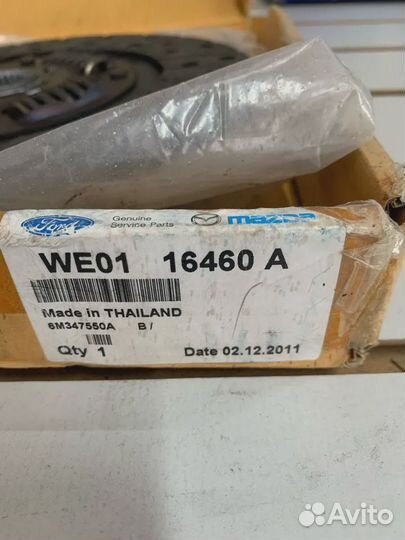 Ford
Genuine
Service Parts
mazda
WE01 16460 A
Made in THAILAND
6M347550A B/
Qty 1
Date 02.12.2011
Avito